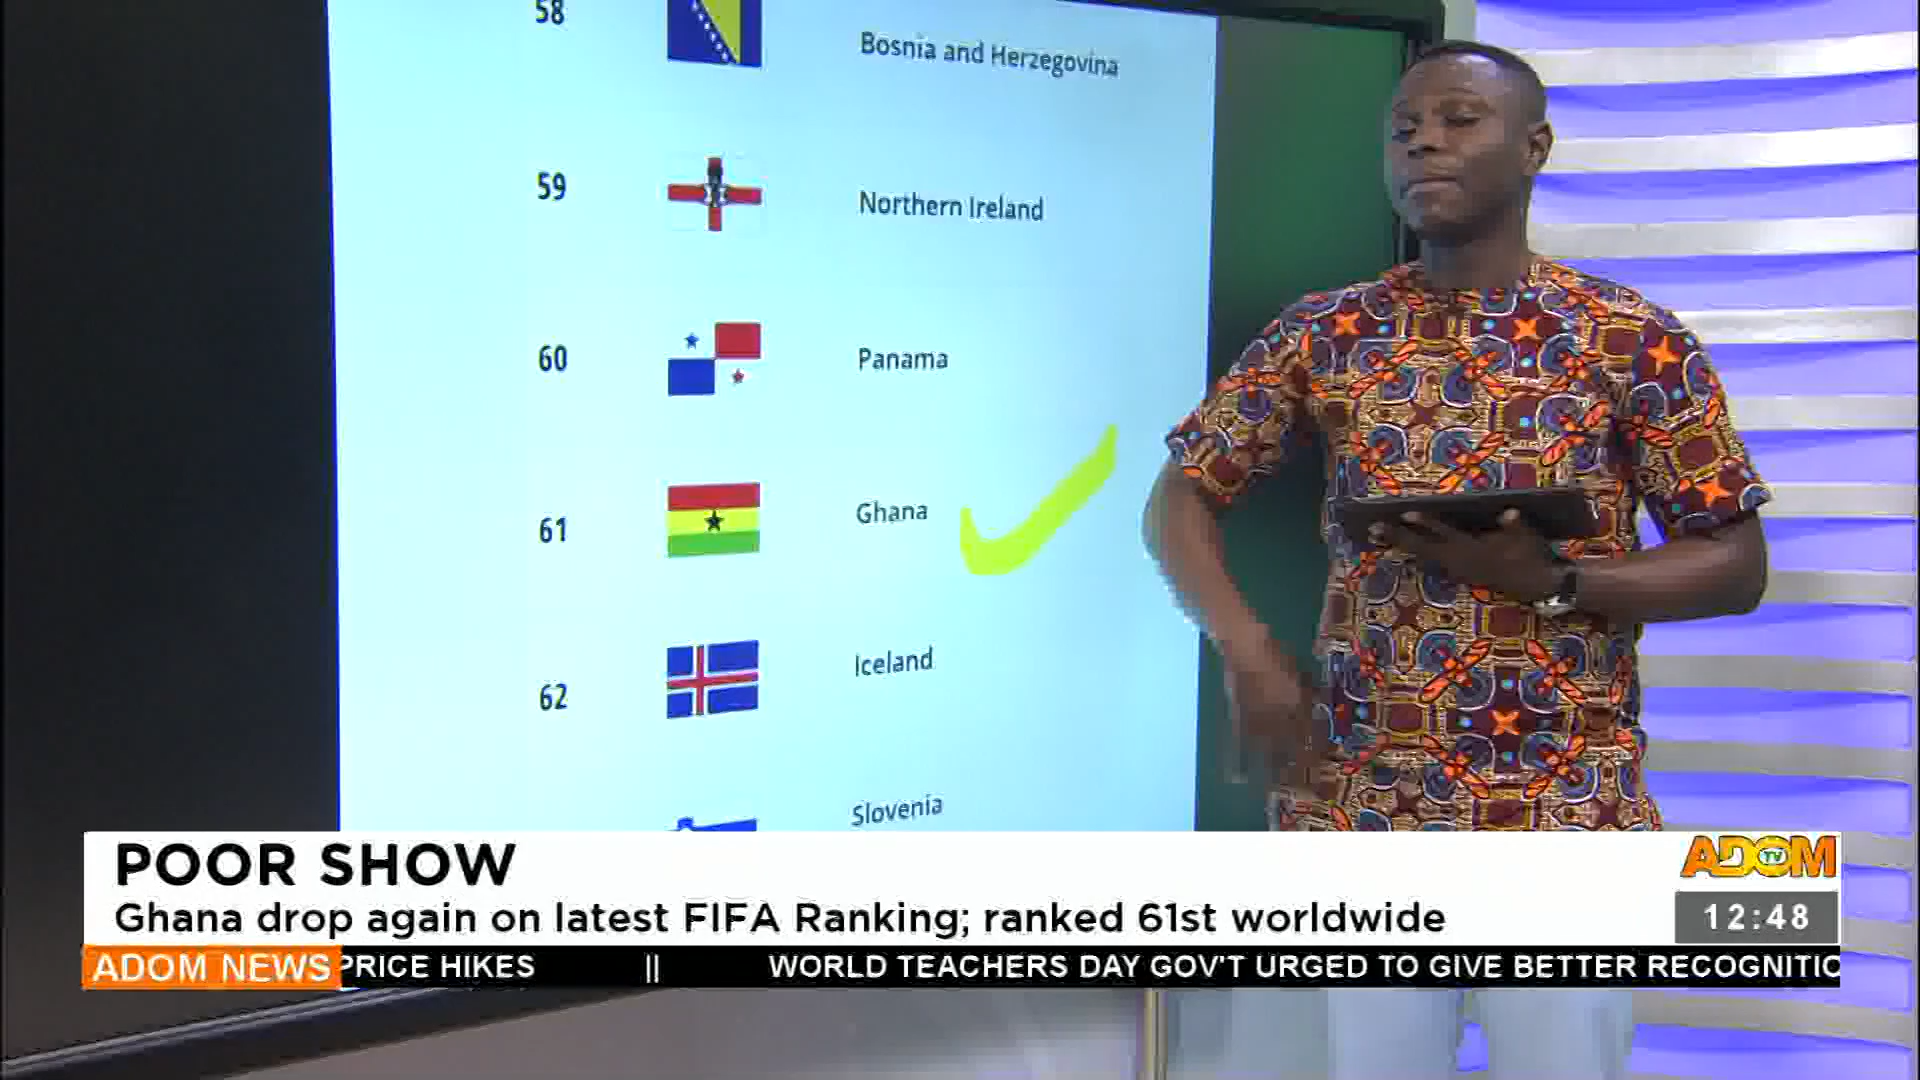 58
Bosnia and Herzegovina
59
Northern Ireland
60
Panama
61
Ghana
62
Iceland
Slovenia
POOR SHOW
Ghana drop again on latest FIFA Ranking; ranked 61st worldwide
ADOM TV
12:48
ADOM NEWS PRICE HIKES || WORLD TEACHERS DAY GOV'T URGED TO GIVE BETTER RECOGNITIO